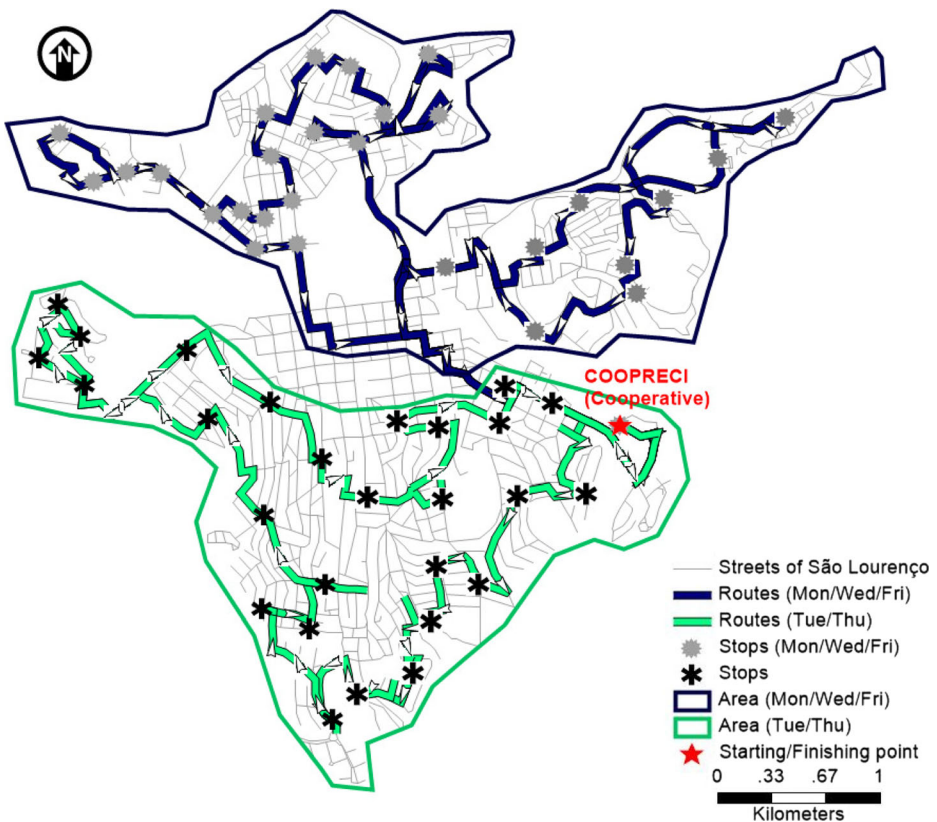 N
COOPRECI
(Cooperative)
Streets of São Lourenço
Routes (Mon/Wed/Fri)
Routes (Tue/Thu)
Stops (Mon/Wed/Fri)
Stops
Area (Mon/Wed/Fri)
Area (Tue/Thu)
Starting/Finishing point
0 .33 .67 1
Kilometers